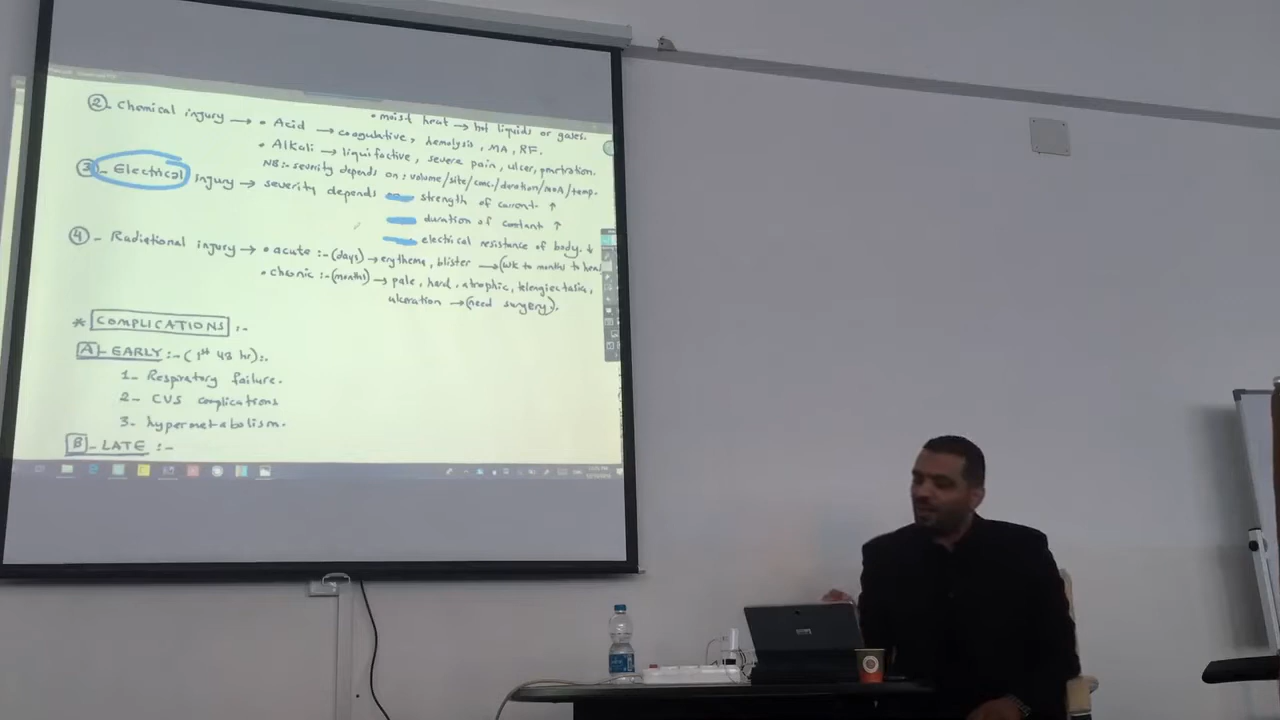 • moist heat → hot liquids or gases.
② - Chemical injury → • Acid → coagulative, hemolysis, MA, RF.
• Alkali → liquifactive, severe pain, ulcer, penetration.
NB:- severity depends on: volume/site/conc./duration/MOA/temp.
③ - Electrical injury → severity depends strength of current ↑
duration of contant ↑
electrical resistance of body ↓
④ - Radiational injury → • acute :- (days) → erythema, blister → (wk to months to heal
• chronic :- (months) → pale, hard, atrophic, telengiectasia,
ulceration → (need surgery).
* COMPLICATIONS :-
A - EARLY :- (1st 48 hr) :-
1- Respiratory failure.
2- CVS complications
3- hypermetabolism.
B - LATE :-